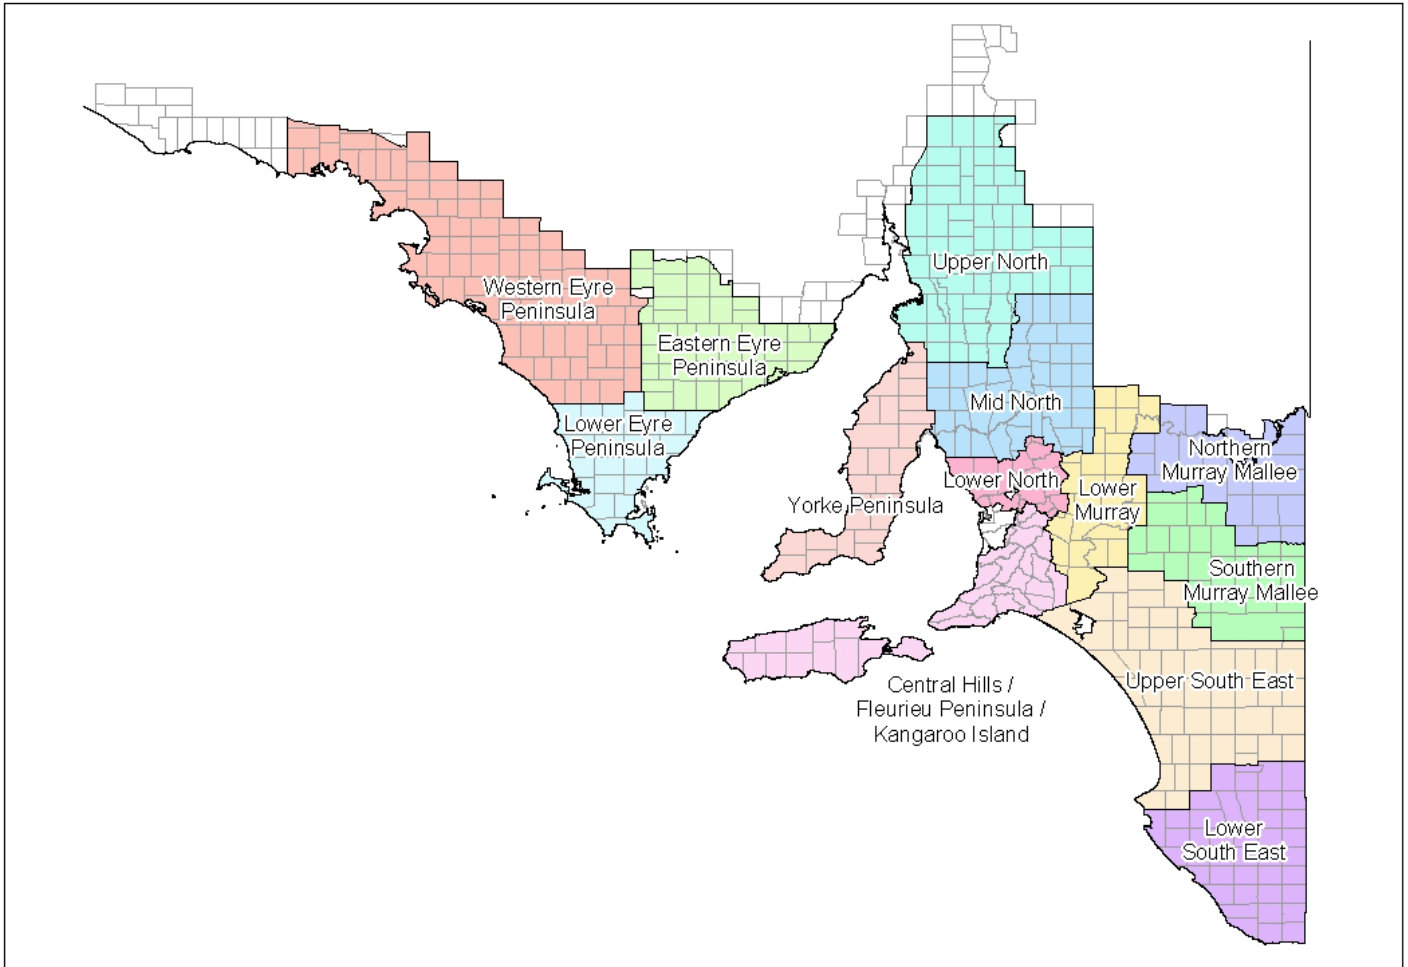 Upper North
Western Eyre
Peninsula
Eastern Eyre
Peninsula
Mid North
Lower Eyre
Peninsula
Northern
Murray Mallee
Lower North
Lower
Murray
Yorke Peninsula
Southern
Murray Mallee
Upper South East
Central Hills /
Fleurieu Peninsula /
Kangaroo Island
Lower
South East